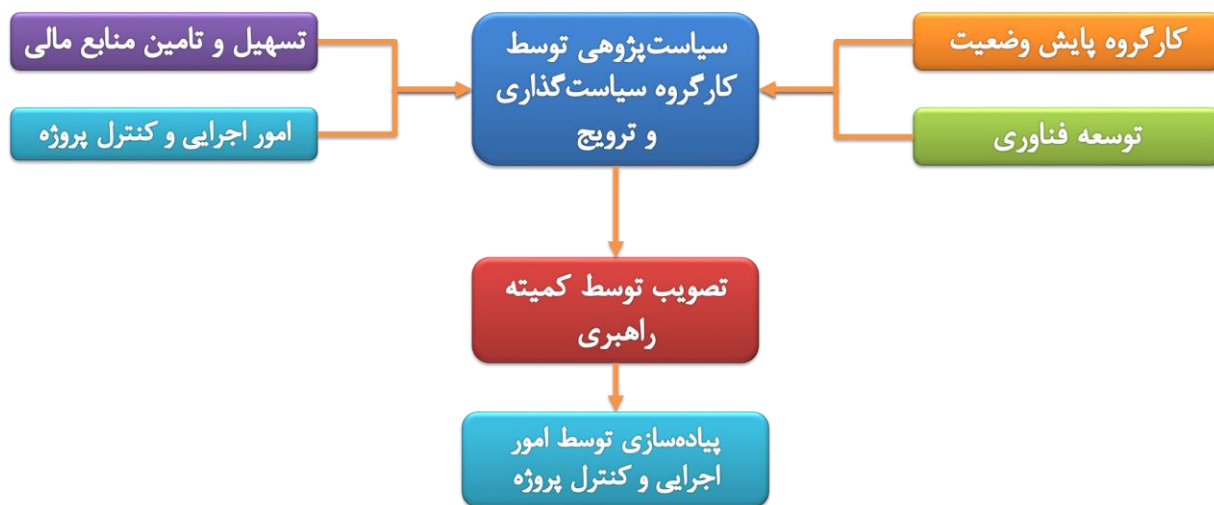 کارگروه پایش وضعیت
توسعه فناوری
سیاست‌پژوهی توسط
کارگروه سیاست‌گذاری
و ترویج
تسهیل و تامین منابع مالی
امور اجرایی و کنترل پروژه
تصویب توسط کمیته
راهبری
پیاده‌سازی توسط امور
اجرایی و کنترل پروژه